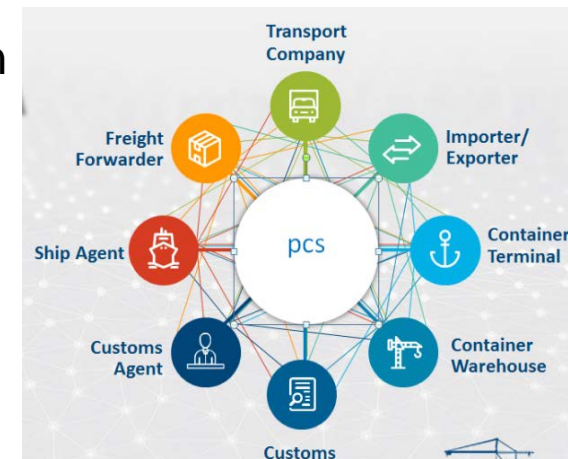 n
Transport
Company
Freight
Forwarder
Importer/
Exporter
pcs
Ship Agent
Container
Terminal
Customs
Agent
Container
Warehouse
Customs